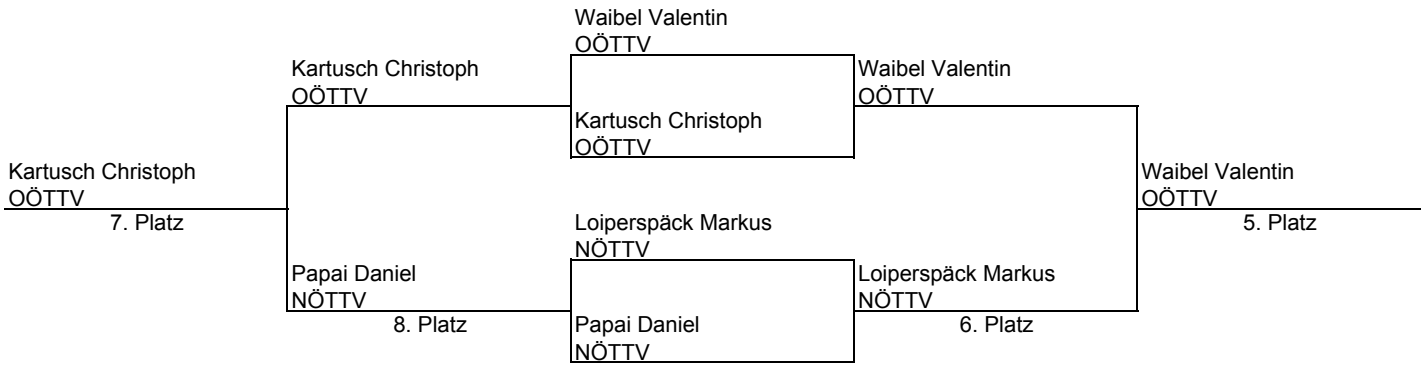 Waibel Valentin
OÖTTV
Kartusch Christoph
OÖTTV
Waibel Valentin
OÖTTV
Kartusch Christoph
OÖTTV
Kartusch Christoph
OÖTTV
7. Platz
Waibel Valentin
OÖTTV
5. Platz
Loiperspäck Markus
NÖTTV
Papai Daniel
NÖTTV
8. Platz
Loiperspäck Markus
NÖTTV
6. Platz
Papai Daniel
NÖTTV